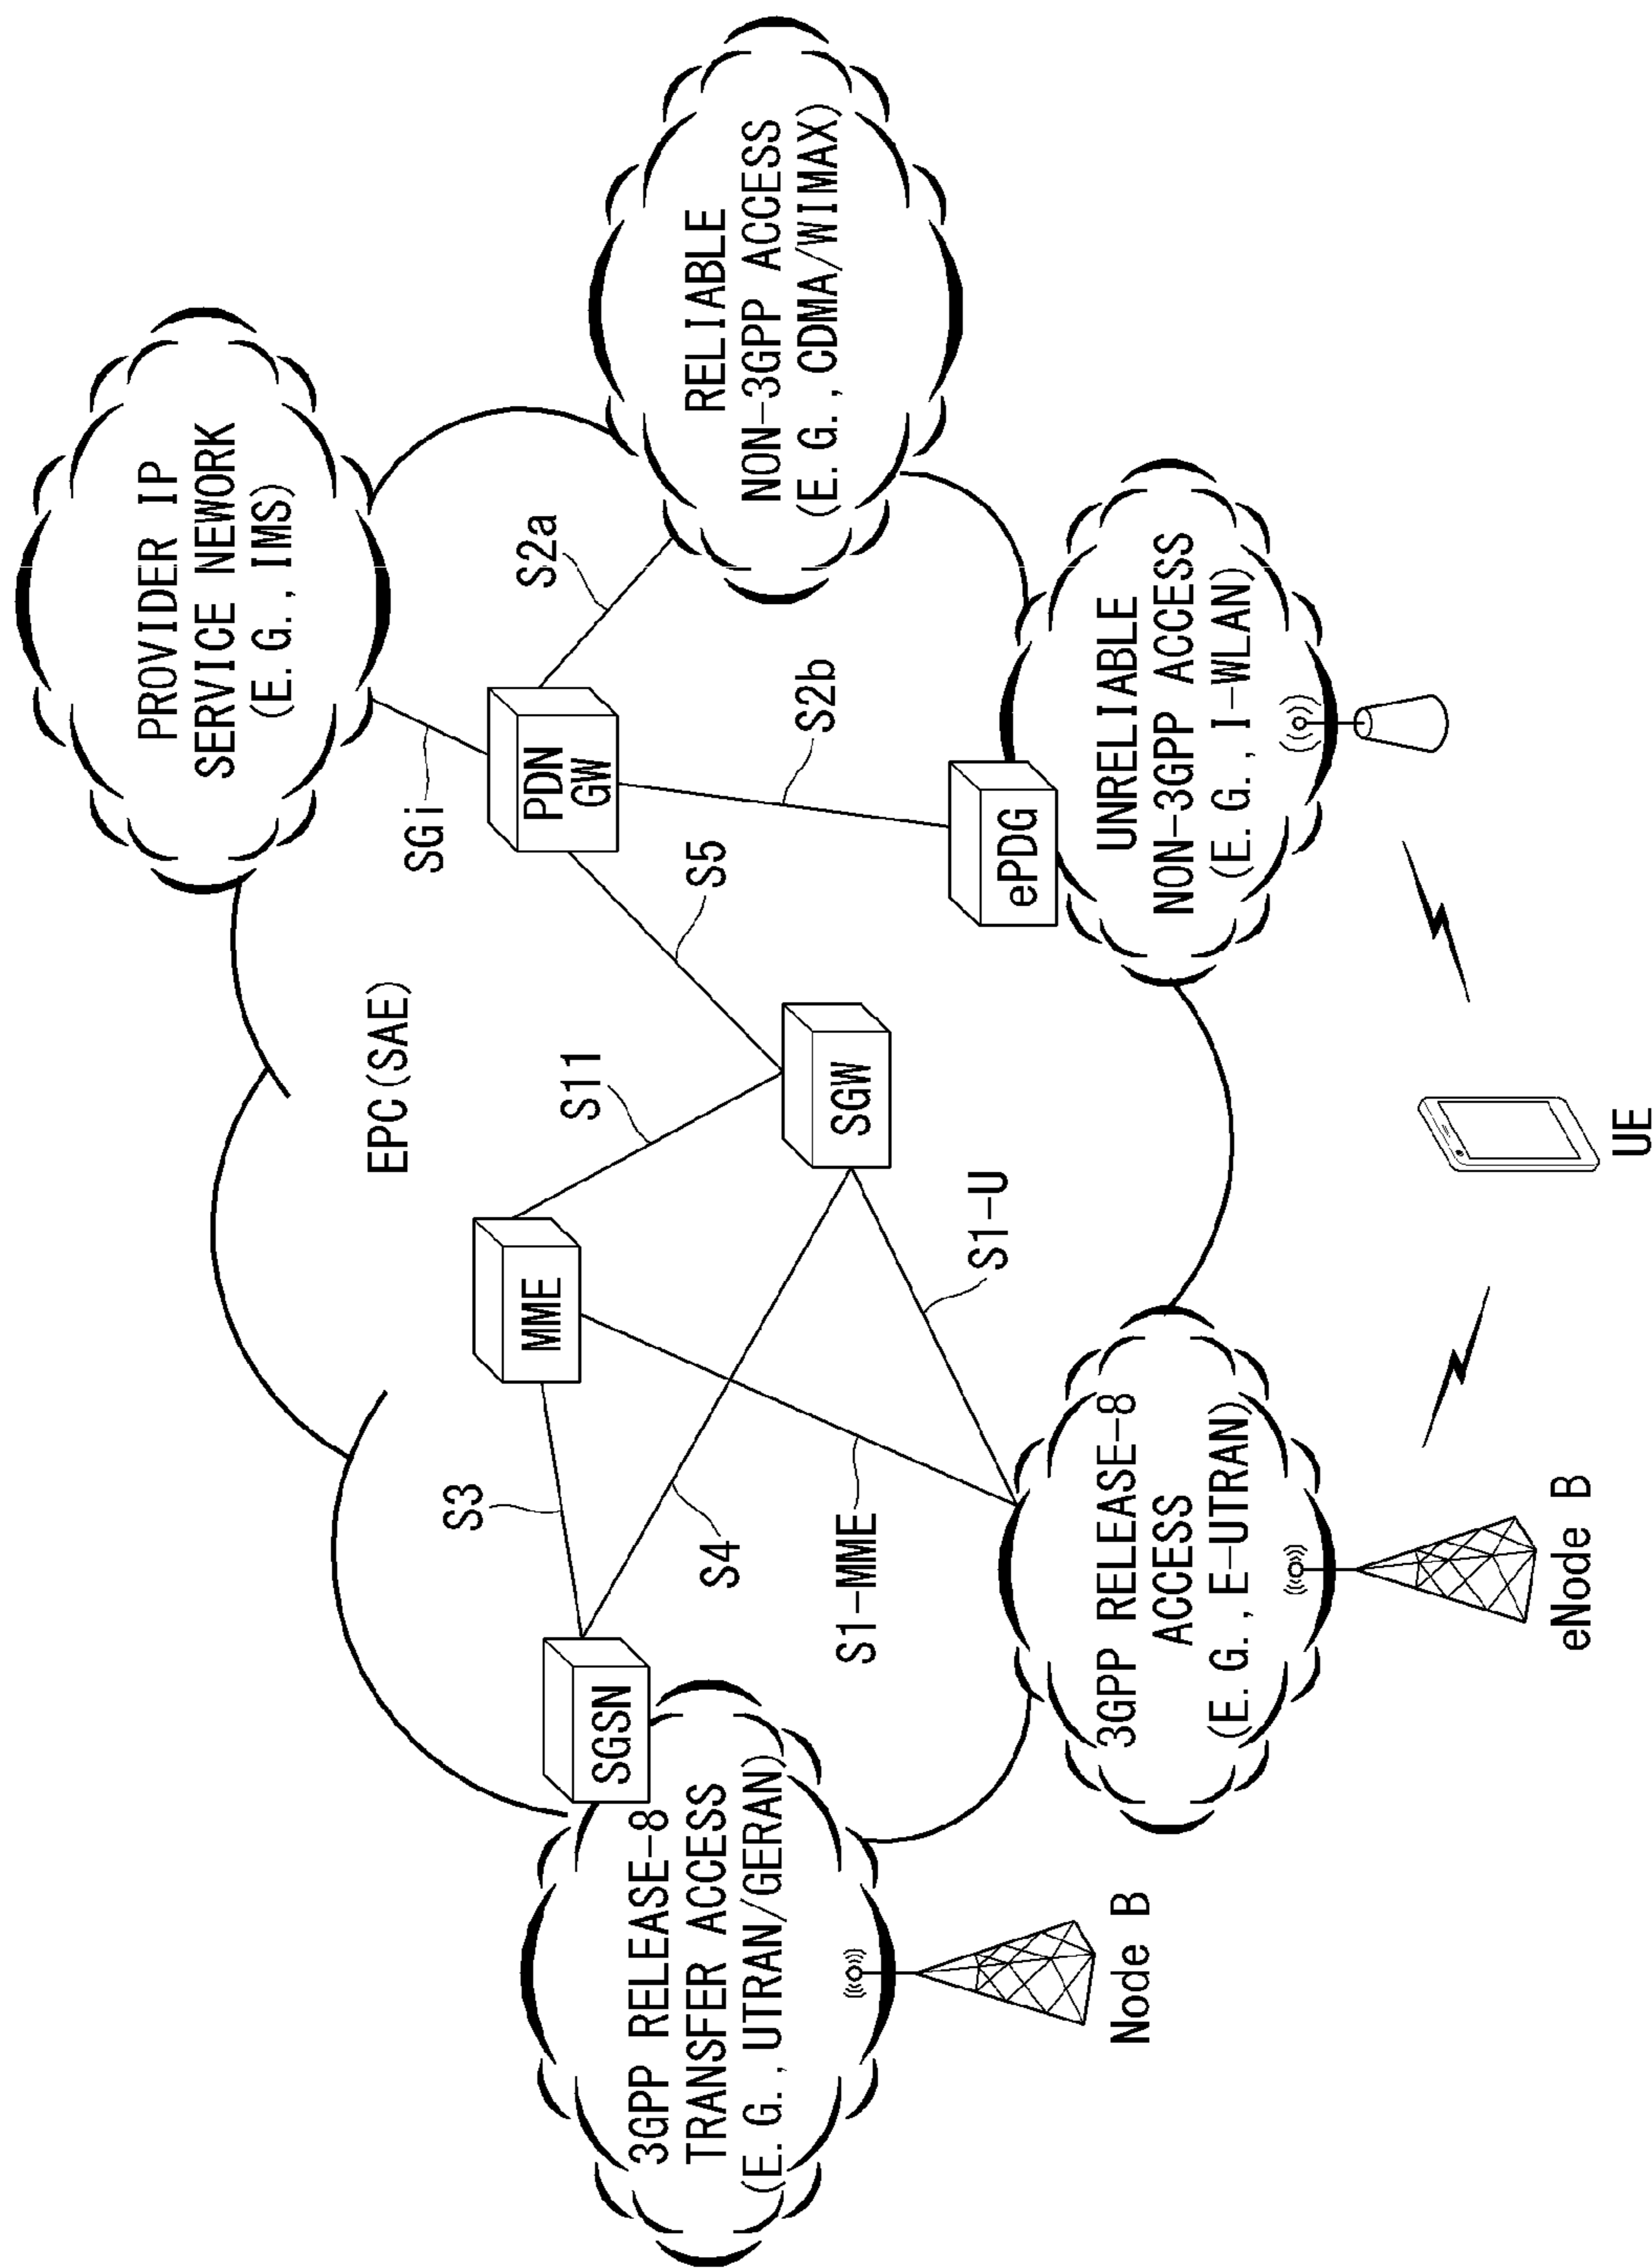 PROVIDER IP
SERVICE NEWORK
(E. G., IMS)
SGi
S2a
EPC(SAE)
PDN
GW
S11
S5
S2b
S3
MME
S4
SGW
S1-MME
S1-U
SGSN
ePDG
RELIABLE
NON-3GPP ACCESS
(E. G., CDMA/WIMAX)
3GPP RELEASE-8
TRANSFER ACCESS
(E. G., UTRAN/GERAN)
3GPP RELEASE-8
ACCESS
(E. G., E-UTRAN)
UNRELIABLE
NON-3GPP ACCESS
(E. G., I-WLAN)
Node B
eNode B
UE